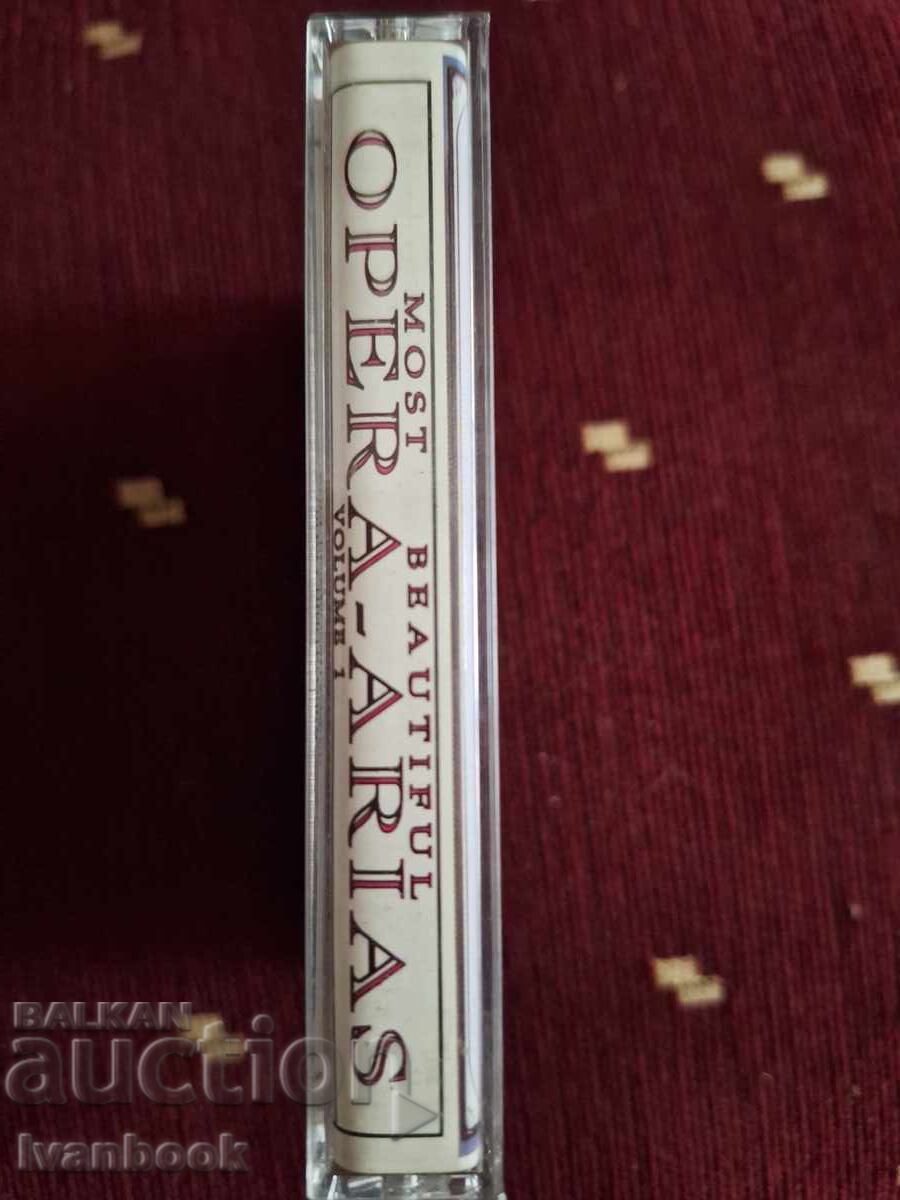 MOST BEAUTIFUL
OPERA-ARIAS
VOLUME 1
BALKAN
auction
Ivanbook